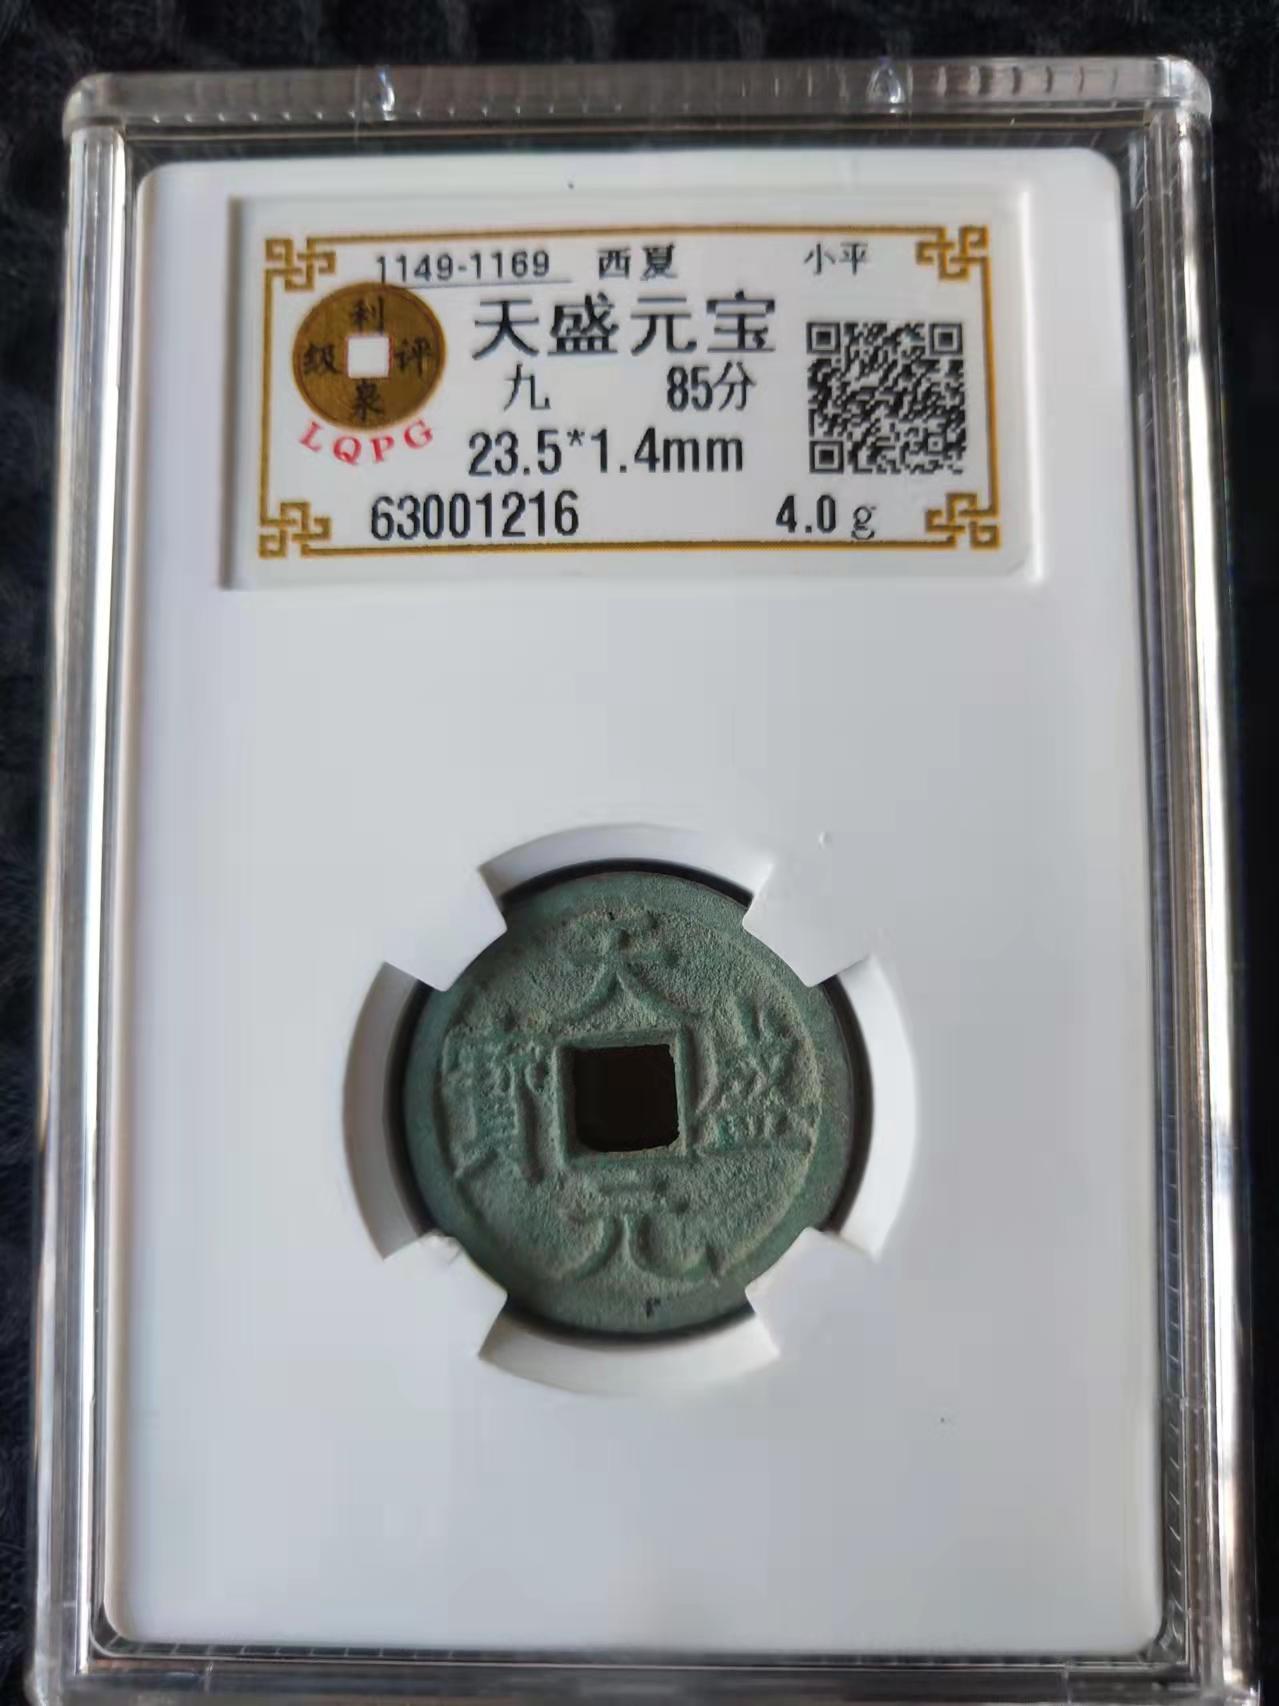 1149-1169 西夏 小平
利泉评级
LQPG
天盛元宝
九 85分
23.5*1.4mm
63001216 4.0g
天盛元寶